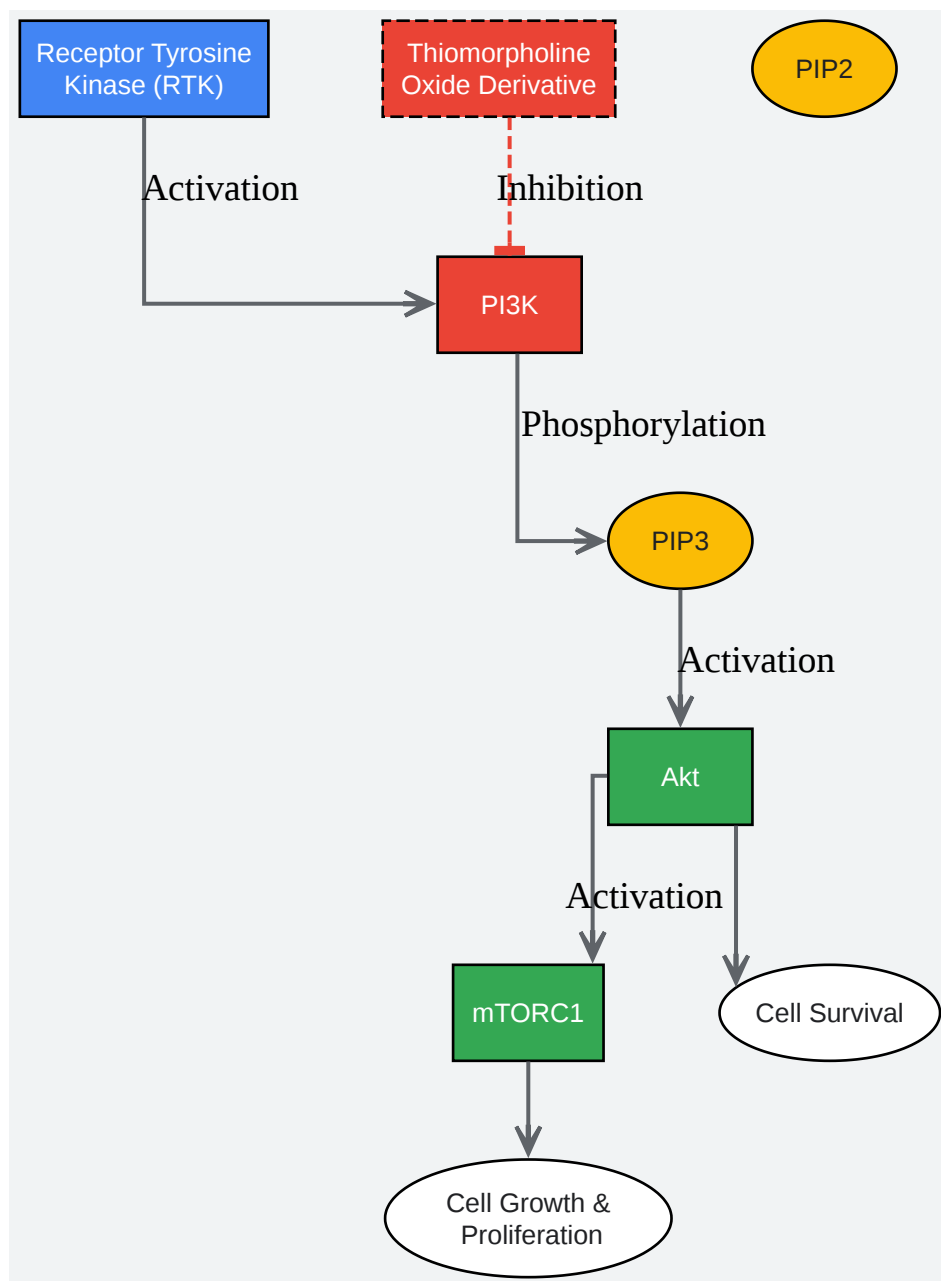 Receptor Tyrosine
Kinase (RTK)
Thiomorpholine
Oxide Derivative
PIP2
Activation
Inhibition
PI3K
Phosphorylation
PIP3
Activation
Akt
Activation
mTORC1
Cell Survival
Cell Growth &
Proliferation